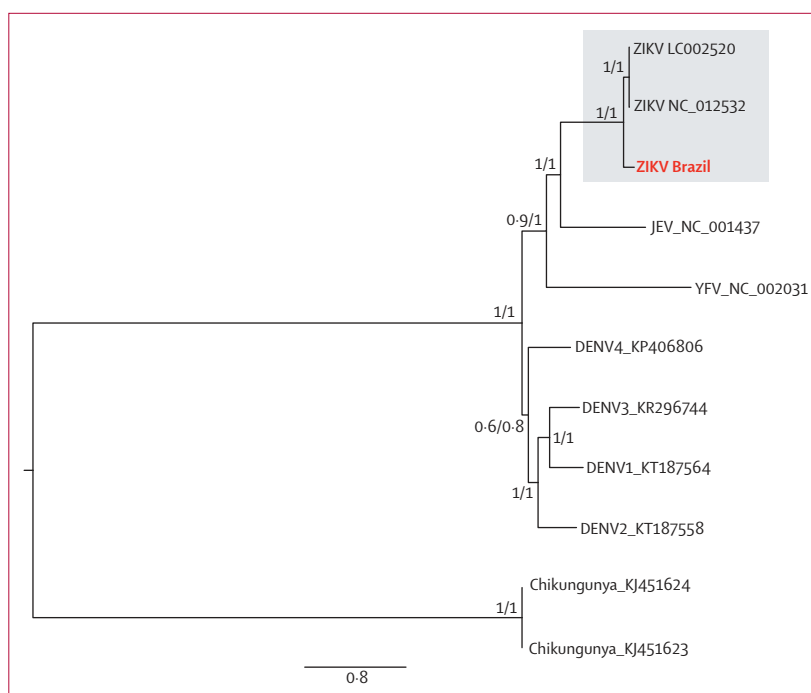 ZIKV LC002520
1/1
ZIKV NC_012532
1/1
ZIKV Brazil
1/1
JEV_NC_001437
0·9/1
YFV_NC_002031
1/1
DENV4_KP406806
DENV3_KR296744
0·6/0·8
1/1
DENV1_KT187564
1/1
DENV2_KT187558
Chikungunya_KJ451624
1/1
Chikungunya_KJ451623
0·8